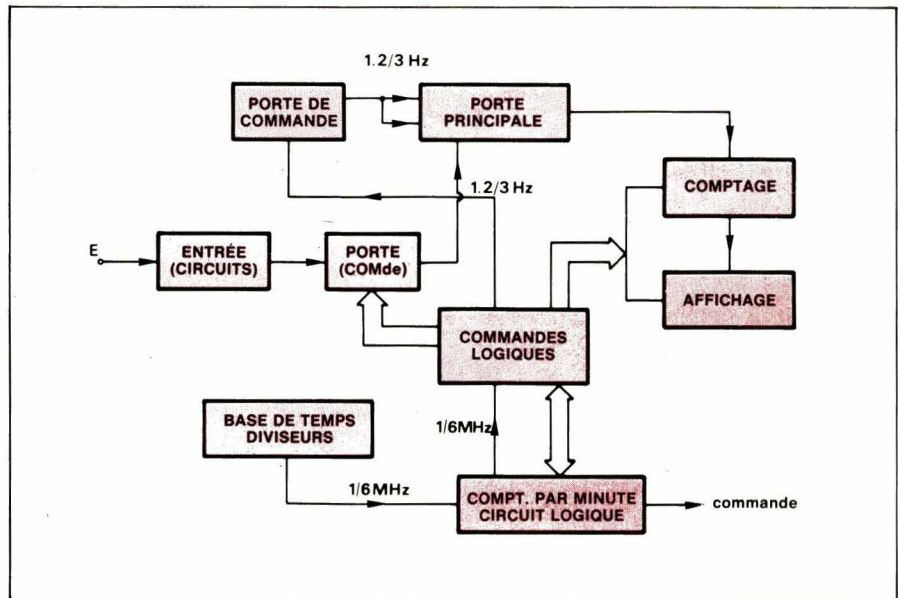 1.2/3 Hz
PORTE DE
COMMANDE
PORTE
PRINCIPALE
COMPTAGE
1.2/3 Hz
E
ENTRÉE
(CIRCUITS)
PORTE
(COMde)
AFFICHAGE
COMMANDES
LOGIQUES
BASE DE TEMPS
DIVISEURS
1/6MHz
1/6MHz
COMPT. PAR MINUTE
CIRCUIT LOGIQUE
commande